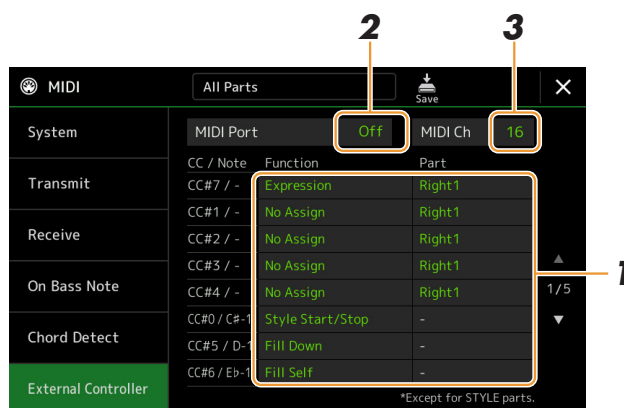 2 3
MIDI All Parts Save
System MIDI Port Off MIDI Ch 16
CC / Note Function Part
Transmit CC#7 / - Expression Right1
CC#1 / - No Assign Right1
Receive CC#2 / - No Assign Right1
CC#3 / - No Assign Right1
On Bass Note CC#4 / - No Assign Right1 1/5
CC#0 / C#-1 Style Start/Stop -
Chord Detect CC#5 / D-1 Fill Down -
CC#6 / E♭-1 Fill Self -
External Controller *Except for STYLE parts.
1